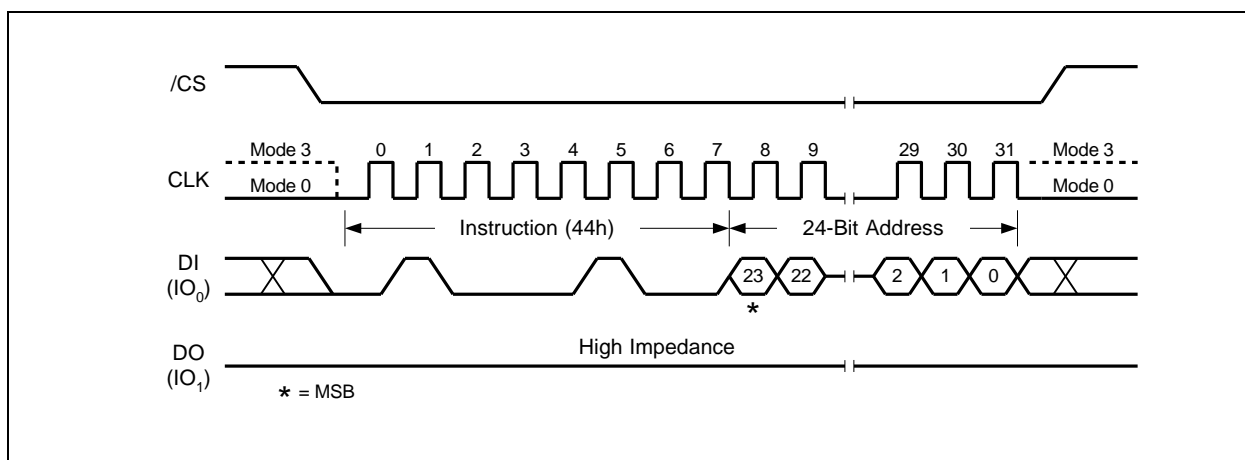 /CS
Mode 3 0 1 2 3 4 5 6 7 8 9 29 30 31 Mode 3
CLK
Mode 0 Mode 0
Instruction (44h) 24-Bit Address
DI
(IO0)
23 22 2 1 0
*
High Impedance
DO
(IO1)
* = MSB